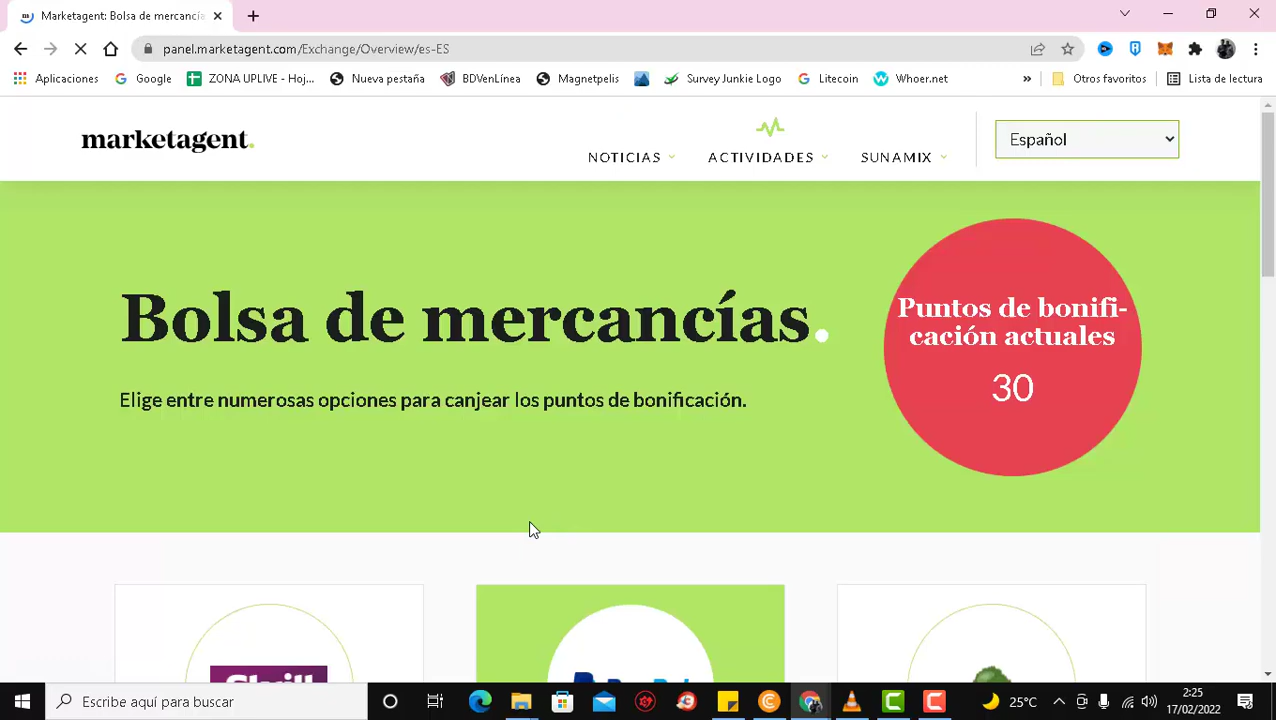 Marketagent: Bolsa de mercancía
panel.marketagent.com/Exchange/Overview/es-ES
Aplicaciones
Google
ZONA UPLIVE - Hoj...
Nueva pestaña
BDVenLínea
Magnetpelis
Survey Junkie Logo
Litecoin
Whoer.net
»
Otros favoritos
Lista de lectura
marketagent.
NOTICIAS
ACTIVIDADES
SUNAMIX
Español
Bolsa de mercancías.
Elige entre numerosas opciones para canjear los puntos de bonificación.
Puntos de bonifi-
cación actuales
30
Skrill
PayPal
Escribe aquí para buscar
25°C
2:25
17/02/2022